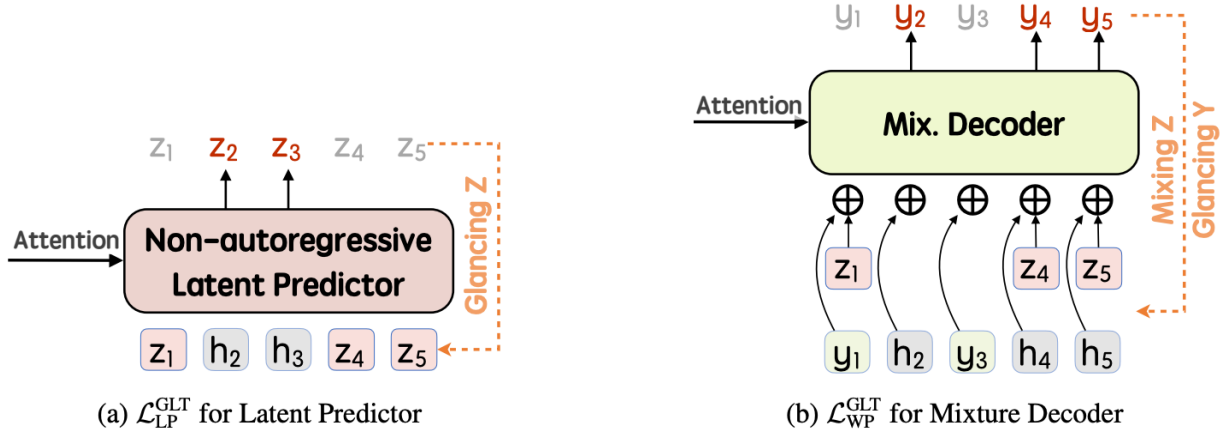 z1 z2 z3 z4 z5
Attention
Non-autoregressive
Latent Predictor
Glancing Z
z1 h2 h3 z4 z5
(a) ℒ_LP^GLT for Latent Predictor
y1 y2 y3 y4 y5
Attention
Mix. Decoder
Mixing Z
Glancing Y
z1 z4 z5
y1 h2 y3 h4 h5
(b) ℒ_WP^GLT for Mixture Decoder